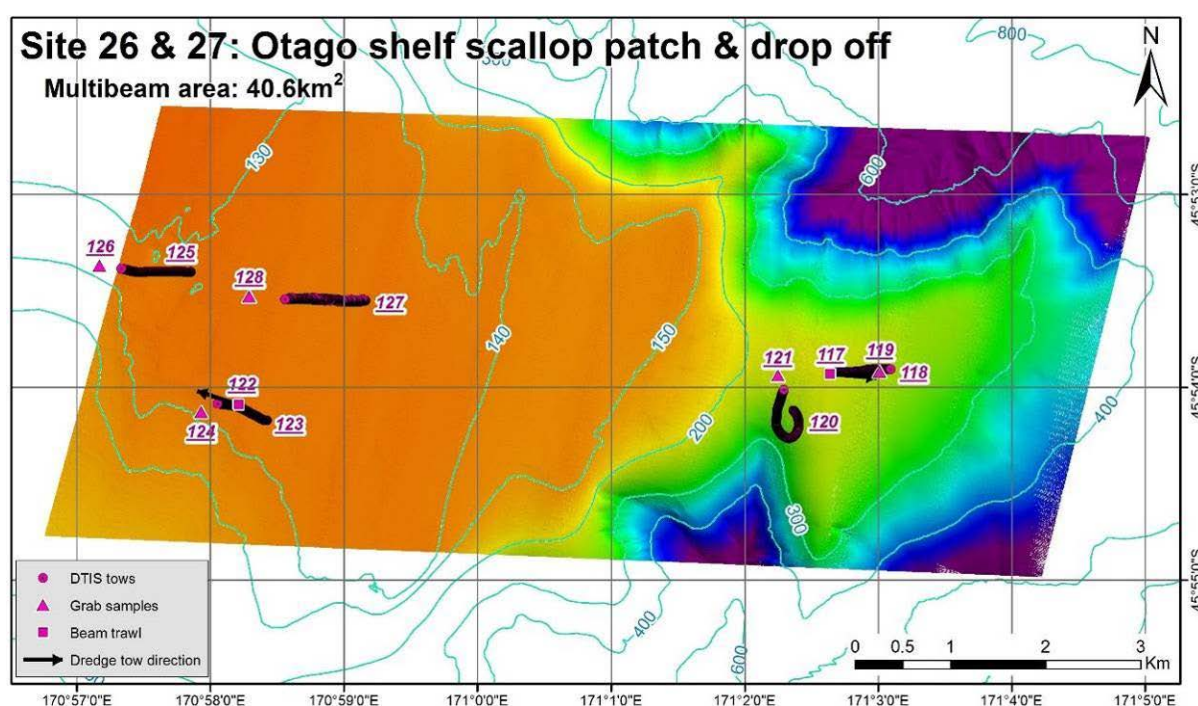 Site 26 & 27: Otago shelf scallop patch & drop off
Multibeam area: 40.6km²
N
800
130
600
45°53'0"S
126
125
128
127
140
150
121
117
119
118
45°54'0"S
122
124
123
120
200
400
300
45°55'0"S
400
600
DTIS tows
Grab samples
Beam trawl
Dredge tow direction
0 0.5 1 2 3
Km
170°57'0"E 170°58'0"E 170°59'0"E 171°0'0"E 171°1'0"E 171°2'0"E 171°3'0"E 171°4'0"E 171°5'0"E